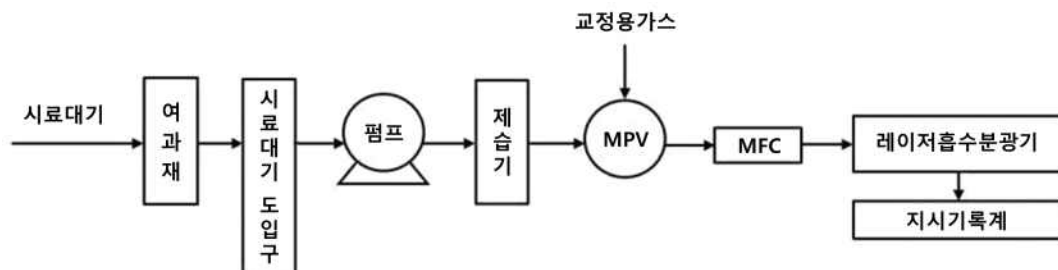 교정용가스
시료대기
여과재
시료대기 도입구
펌프
제습기
MPV
MFC
레이저흡수분광기
지시기록계